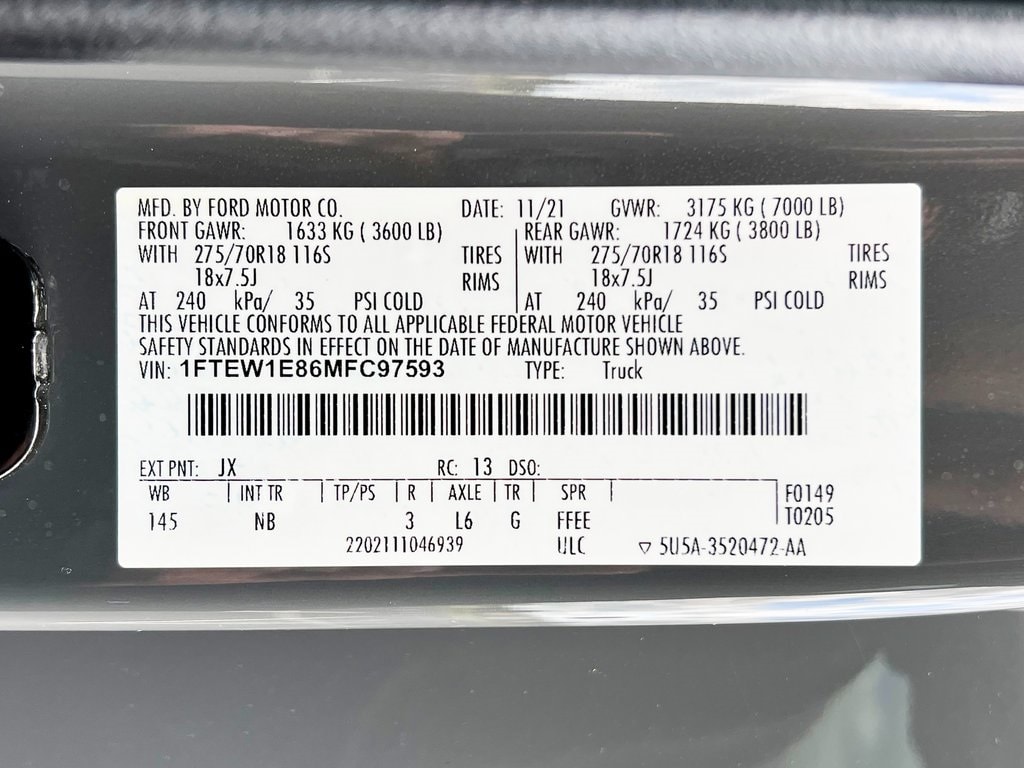 MFD. BY FORD MOTOR CO. DATE: 11/21 GVWR: 3175 KG ( 7000 LB)
FRONT GAWR: 1633 KG ( 3600 LB) REAR GAWR: 1724 KG ( 3800 LB)
WITH 275/70R18 116S TIRES WITH 275/70R18 116S TIRES
18x7.5J RIMS 18x7.5J RIMS
AT 240 kPa/ 35 PSI COLD AT 240 kPa/ 35 PSI COLD
THIS VEHICLE CONFORMS TO ALL APPLICABLE FEDERAL MOTOR VEHICLE
SAFETY STANDARDS IN EFFECT ON THE DATE OF MANUFACTURE SHOWN ABOVE.
VIN: 1FTEW1E86MFC97593 TYPE: Truck
EXT PNT: JX RC: 13 DSO:
WB | INT TR | TP/PS | R | AXLE | TR | SPR | F0149
145 NB 3 L6 G FFEE T0205
2202111046939 ULC ▽ 5U5A-3520472-AA